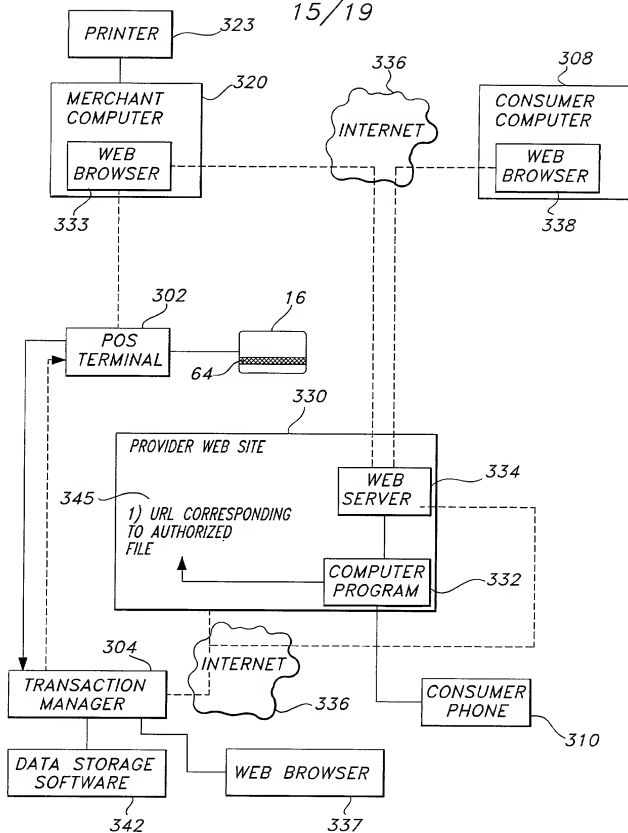 15/19
PRINTER
323
MERCHANT
COMPUTER
320
WEB
BROWSER
333
336
INTERNET
308
CONSUMER
COMPUTER
WEB
BROWSER
338
302
POS
TERMINAL
16
64
330
PROVIDER WEB SITE
345
1) URL CORRESPONDING
TO AUTHORIZED
FILE
WEB
SERVER
334
COMPUTER
PROGRAM
332
304
TRANSACTION
MANAGER
INTERNET
336
CONSUMER
PHONE
310
DATA STORAGE
SOFTWARE
342
WEB BROWSER
337